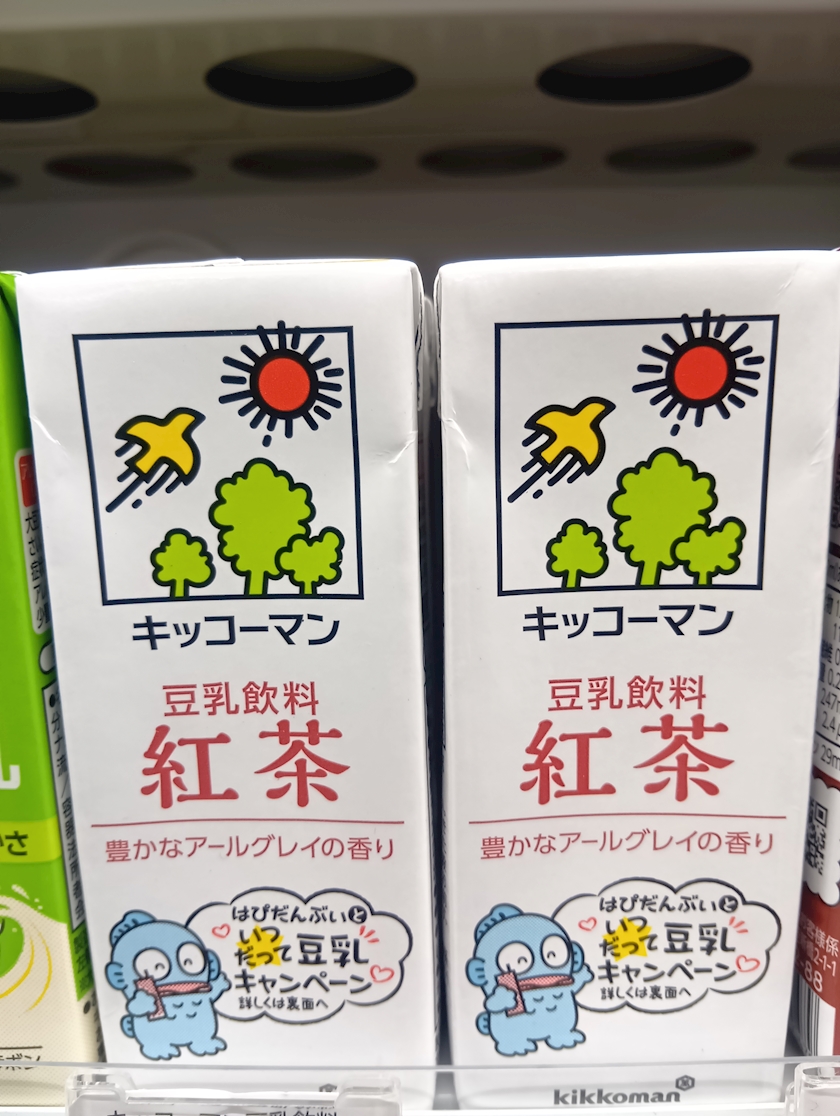 キッコーマン
豆乳飲料
紅茶
豊かなアールグレイの香り
はぴだんぶいと
いつ
だって豆乳
キャンペーン
詳しくは裏面へ
キッコーマン
豆乳飲料
紅茶
豊かなアールグレイの香り
はぴだんぶいと
いつ
だって豆乳
キャンペーン
詳しくは裏面へ
kikkoman